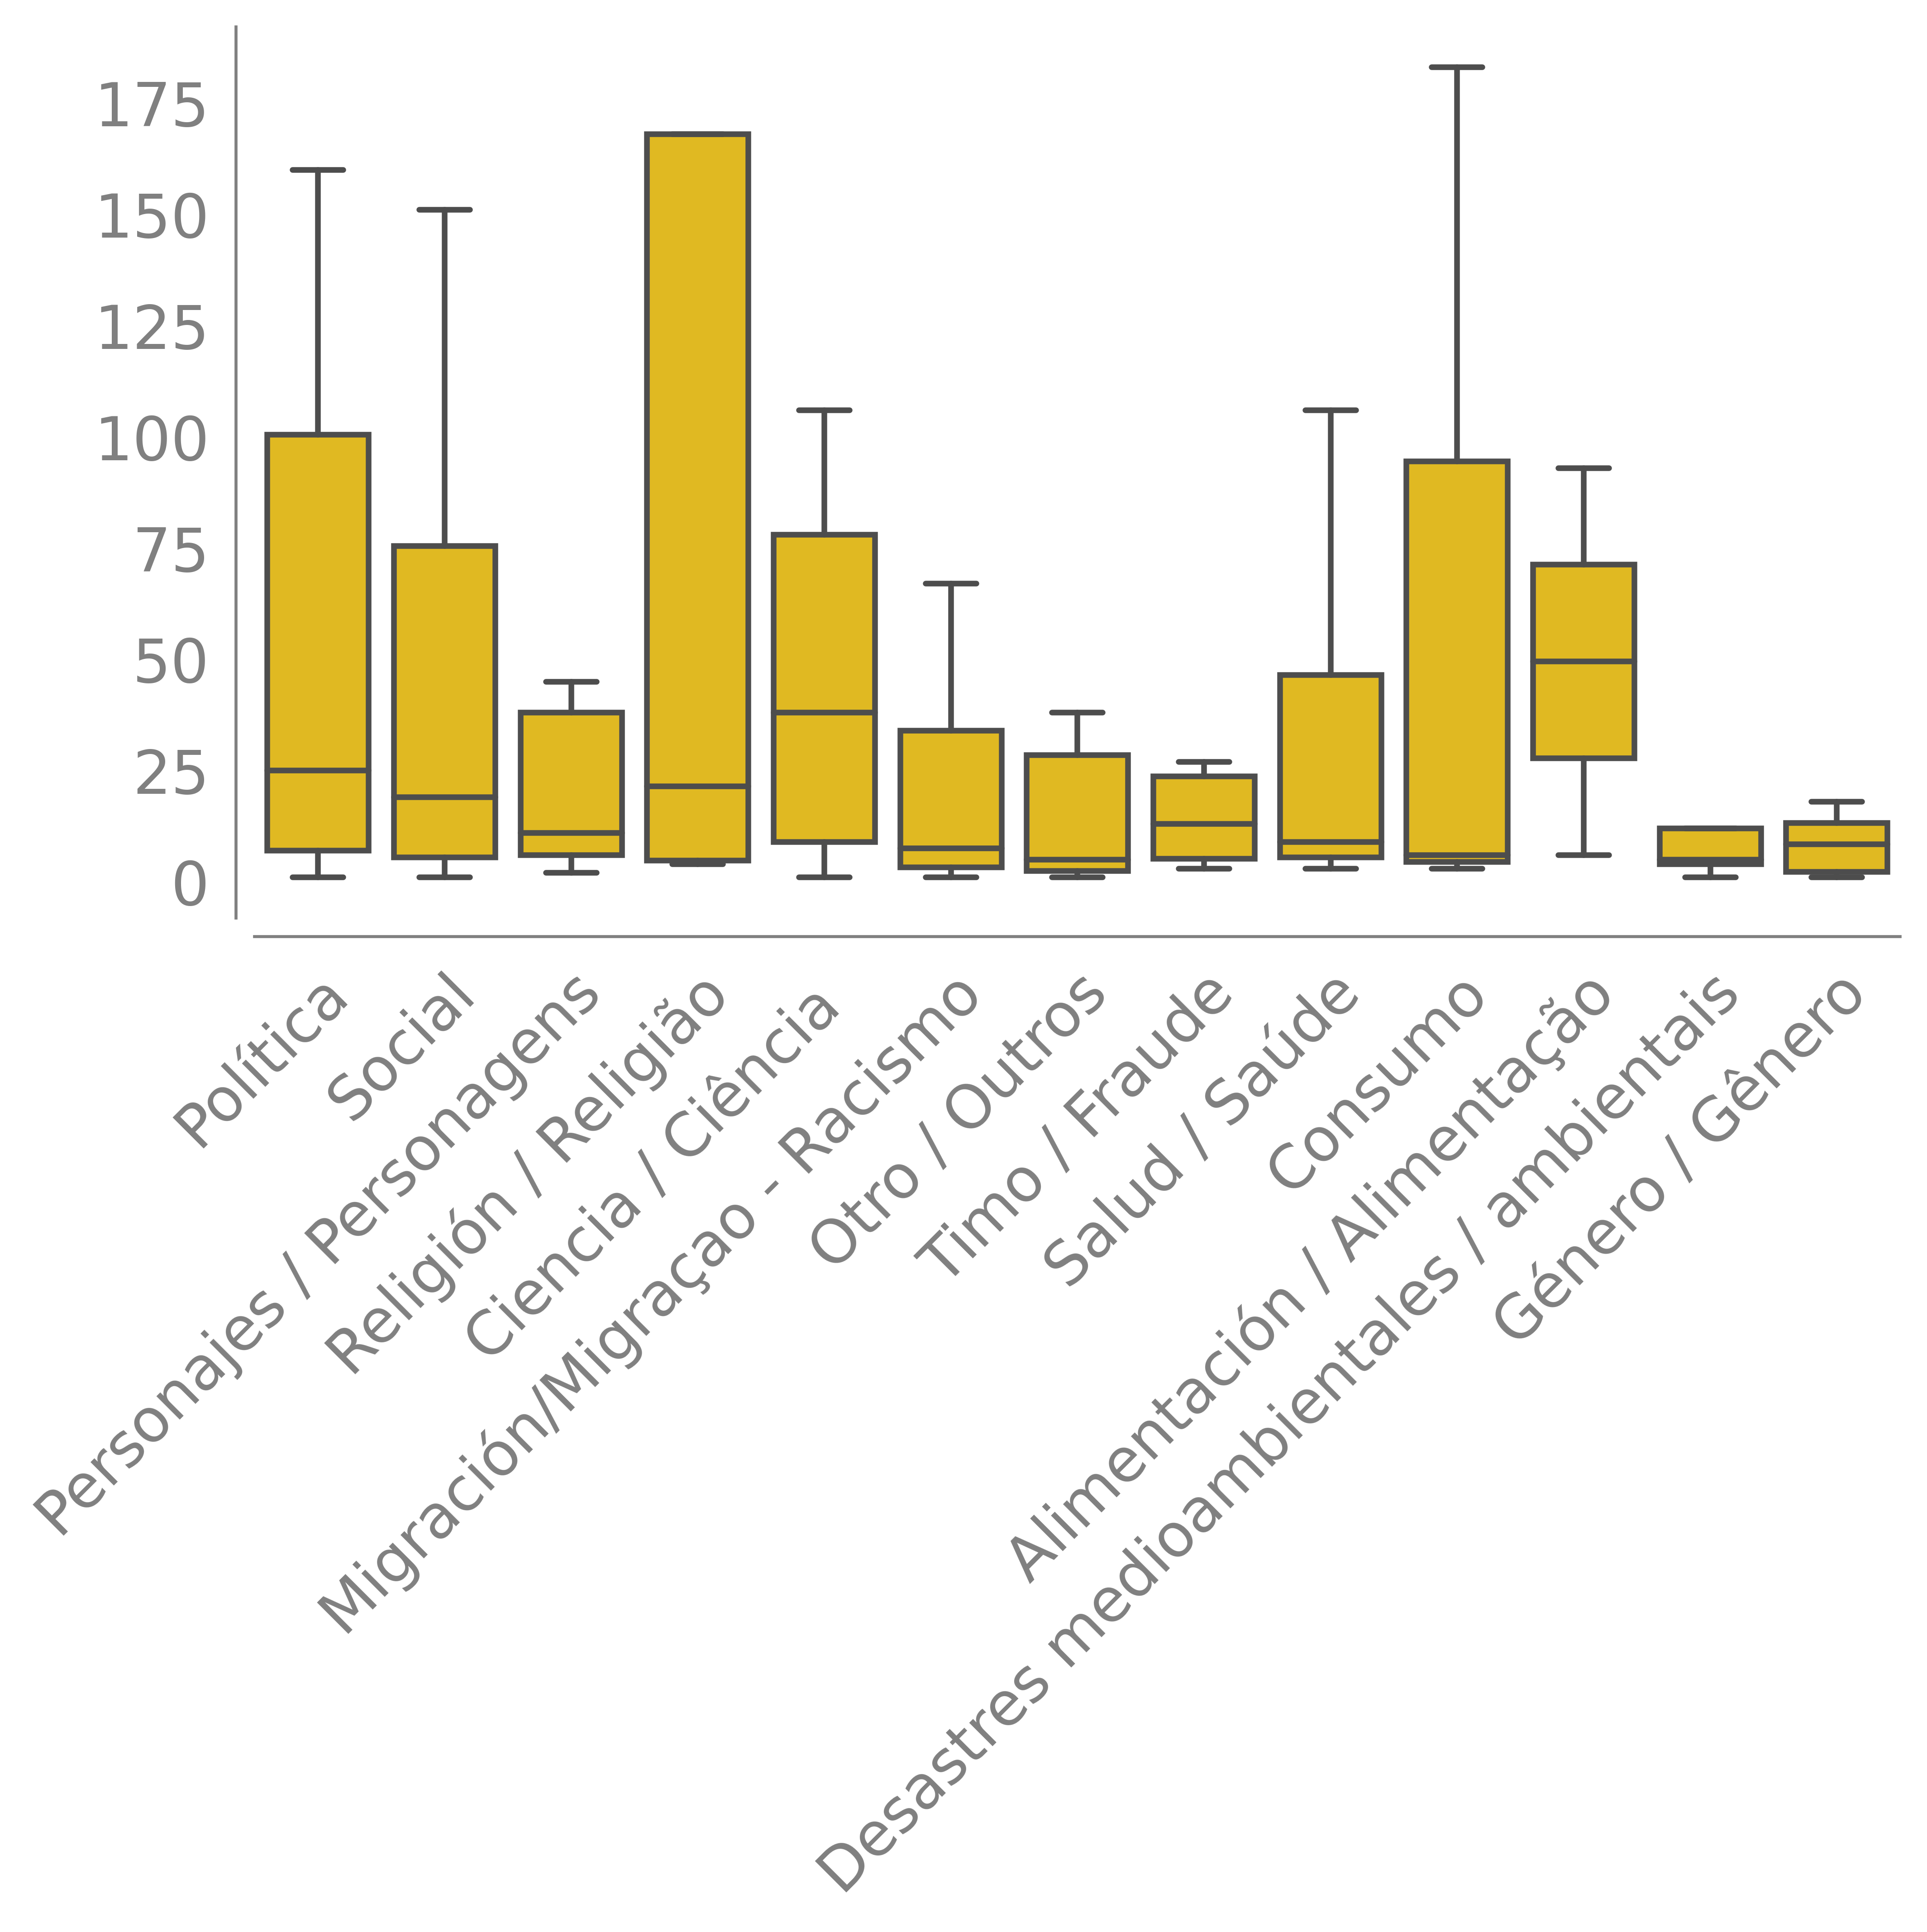 175
150
125
100
75
50
25
0
Política
Social
Personajes / Personagens
Religión / Religião
Ciencia / Ciência
Migración/Migração - Racismo
Otro / Outros
Timo / Fraude
Salud / Saúde
Consumo
Alimentación / Alimentação
Desastres medioambientales / ambientais
Género / Gênero